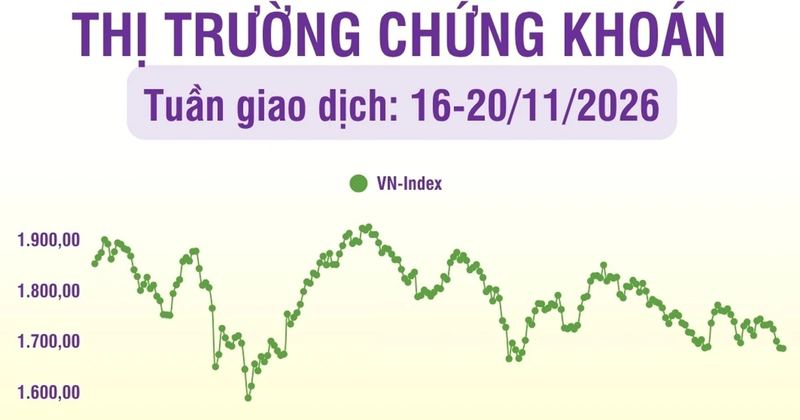 THỊ TRƯỜNG CHỨNG KHOÁN
Tuần giao dịch: 16-20/11/2026
VN-Index
1.900,00
1.800,00
1.700,00
1.600,00